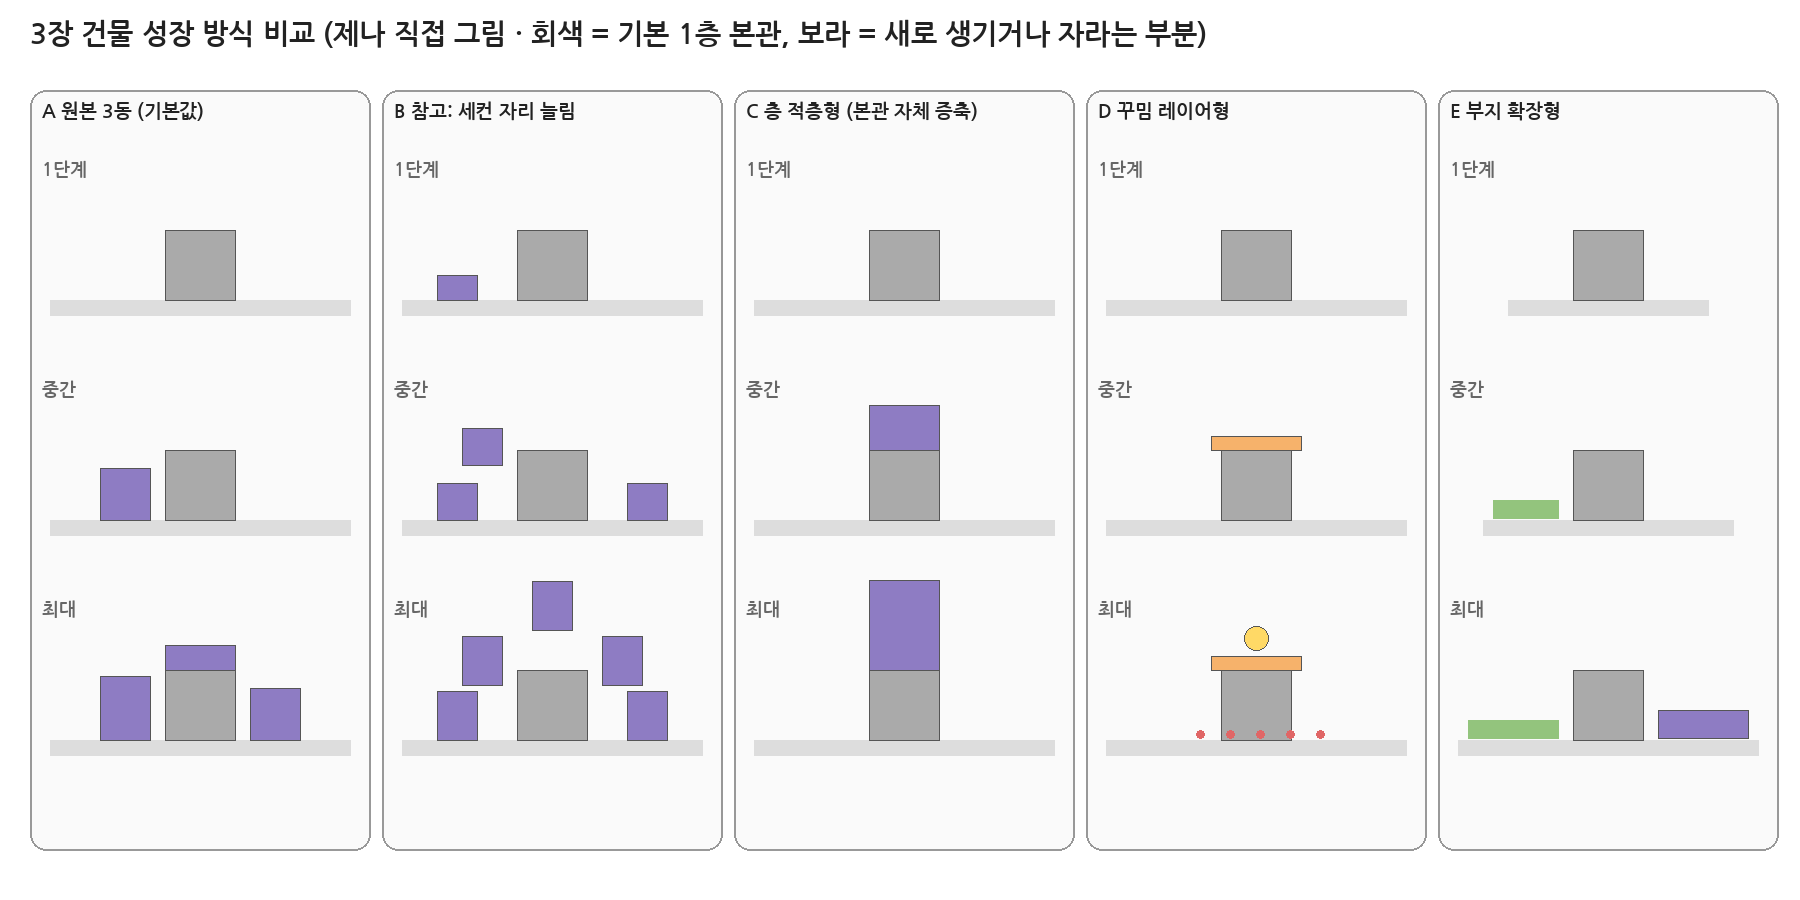 3장 건물 성장 방식 비교 (제나 직접 그림 · 회색 = 기본 1층 본관, 보라 = 새로 생기거나 자라는 부분)
A 원본 3동 (기본값)
1단계
중간
최대
B 참고: 세컨 자리 늘림
1단계
중간
최대
C 층 적층형 (본관 자체 증축)
1단계
중간
최대
D 꾸밈 레이어형
1단계
중간
최대
E 부지 확장형
1단계
중간
최대